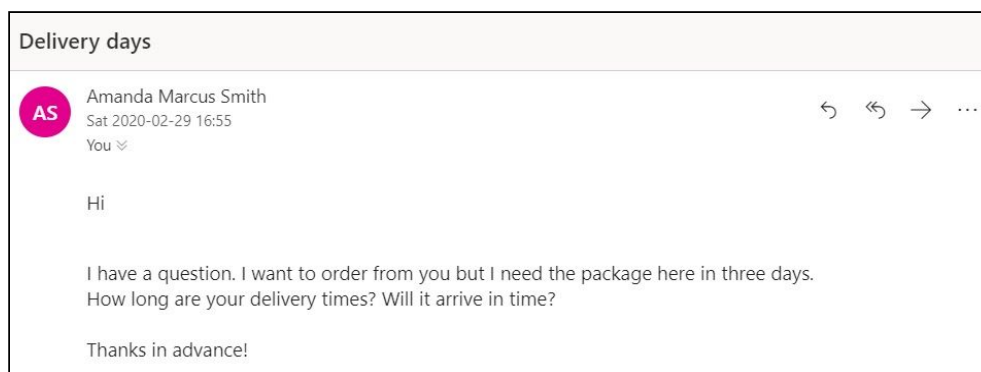 Delivery days
AS
Amanda Marcus Smith
Sat 2020-02-29 16:55
You
Hi
I have a question. I want to order from you but I need the package here in three days.
How long are your delivery times? Will it arrive in time?
Thanks in advance!